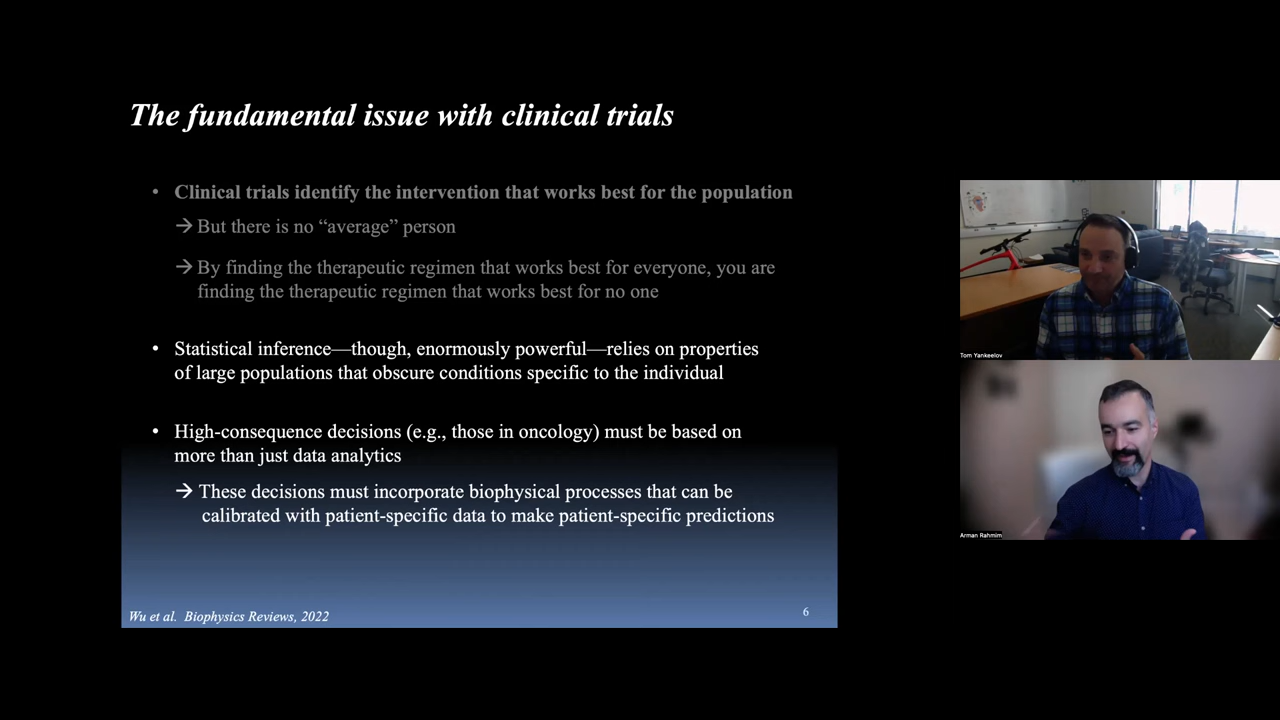 The fundamental issue with clinical trials
• Clinical trials identify the intervention that works best for the population
→ But there is no “average” person
→ By finding the therapeutic regimen that works best for everyone, you are
finding the therapeutic regimen that works best for no one
• Statistical inference—though, enormously powerful—relies on properties
of large populations that obscure conditions specific to the individual
• High-consequence decisions (e.g., those in oncology) must be based on
more than just data analytics
→ These decisions must incorporate biophysical processes that can be
calibrated with patient-specific data to make patient-specific predictions
Wu et al. Biophysics Reviews, 2022
6
Tom Yankeelov
Arman Rahmim